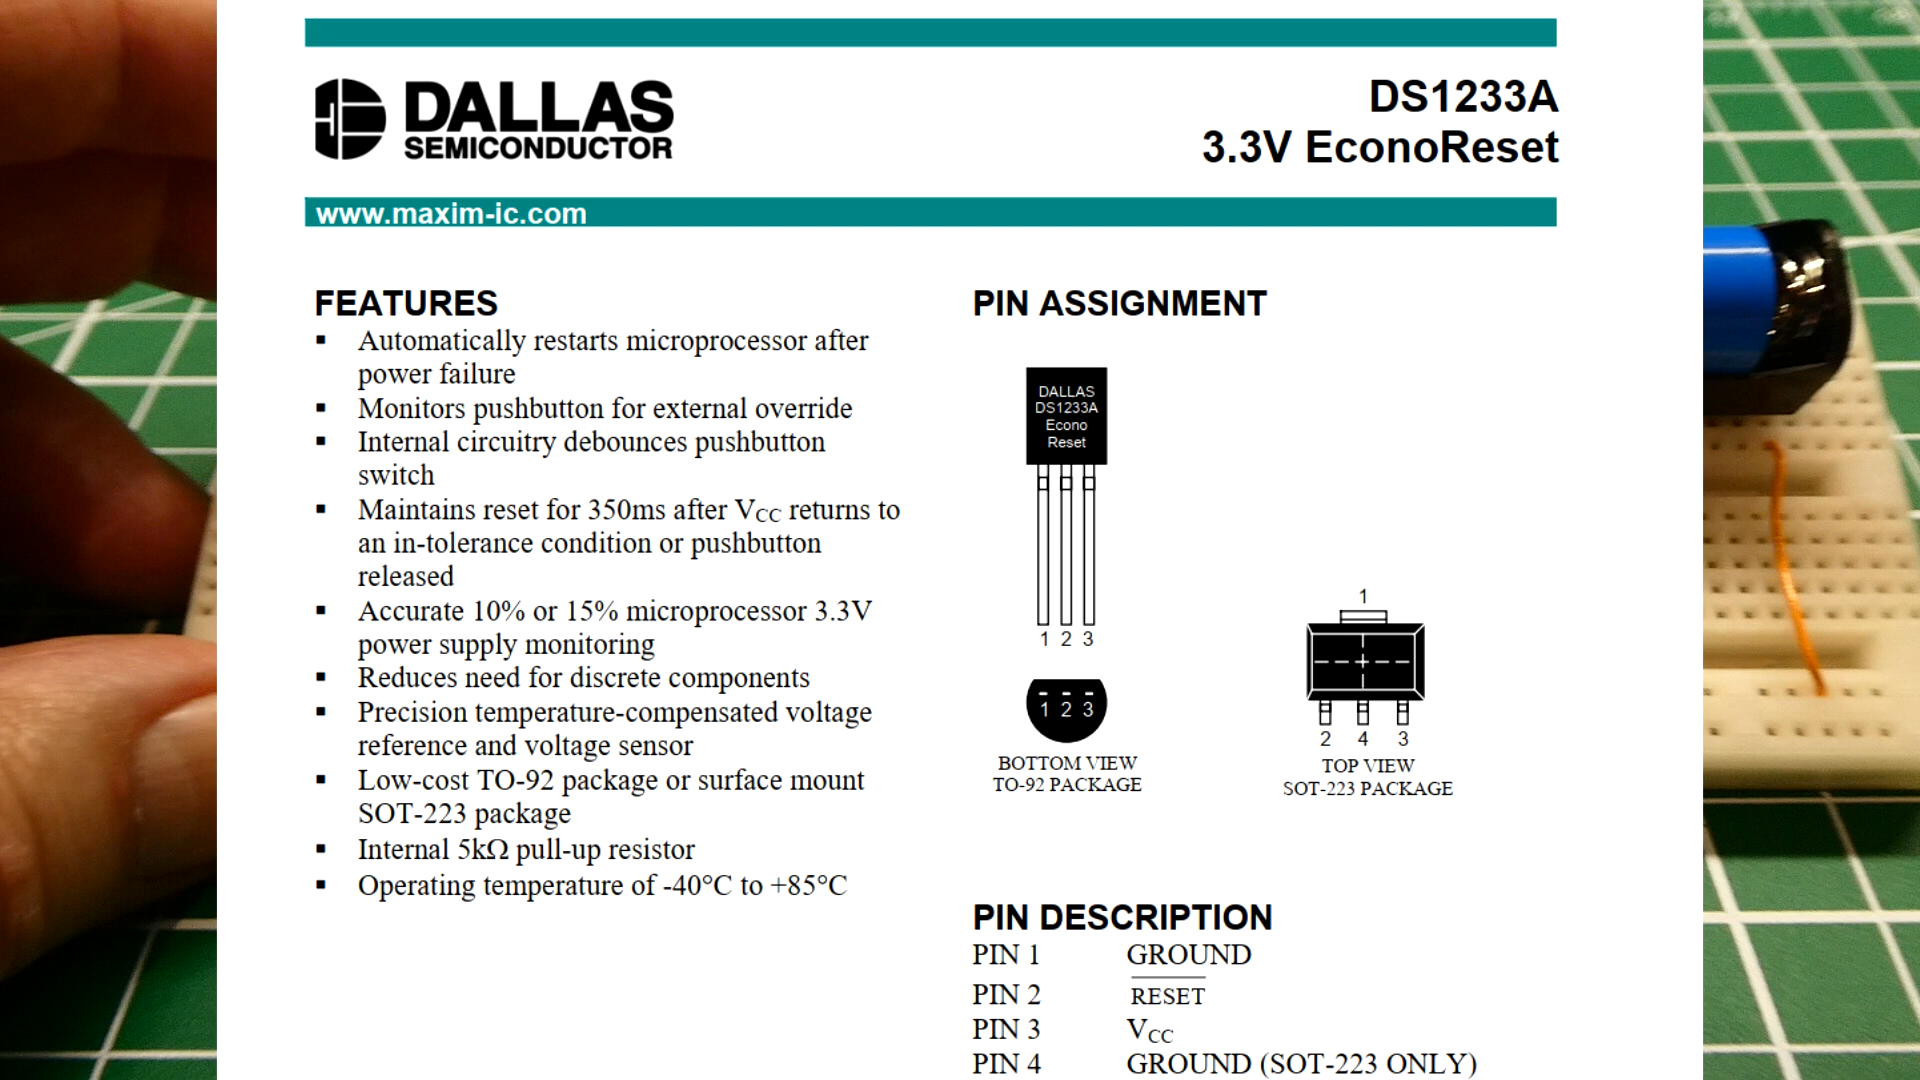 DALLAS
SEMICONDUCTOR
DS1233A
3.3V EconoReset
www.maxim-ic.com
FEATURES
▪ Automatically restarts microprocessor after
power failure
▪ Monitors pushbutton for external override
▪ Internal circuitry debounces pushbutton
switch
▪ Maintains reset for 350ms after VCC returns to
an in-tolerance condition or pushbutton
released
▪ Accurate 10% or 15% microprocessor 3.3V
power supply monitoring
▪ Reduces need for discrete components
▪ Precision temperature-compensated voltage
reference and voltage sensor
▪ Low-cost TO-92 package or surface mount
SOT-223 package
▪ Internal 5kΩ pull-up resistor
▪ Operating temperature of -40°C to +85°C
PIN ASSIGNMENT
DALLAS
DS1233A
Econo
Reset
1 2 3
1 2 3
BOTTOM VIEW
TO-92 PACKAGE
1
2 4 3
TOP VIEW
SOT-223 PACKAGE
PIN DESCRIPTION
PIN 1 GROUND
PIN 2 RESET
PIN 3 VCC
PIN 4 GROUND (SOT-223 ONLY)